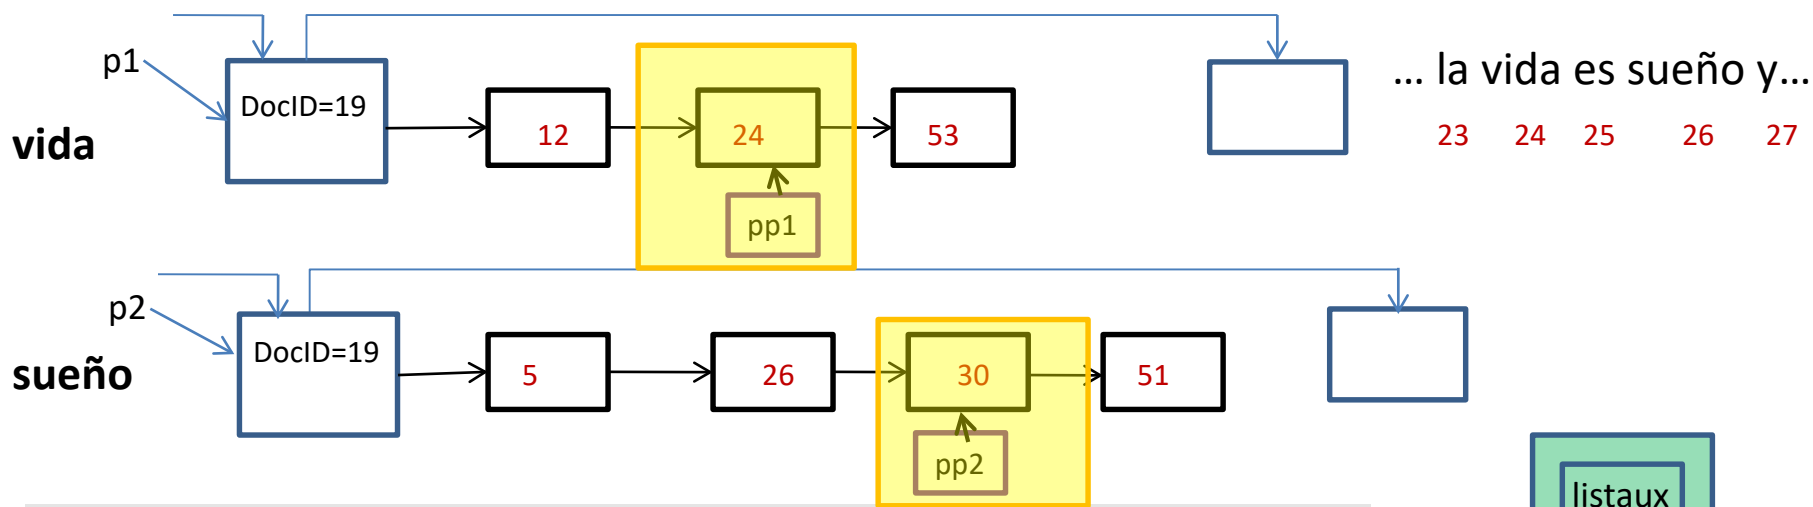 p1
DocID=19
vida
12
24
53
pp1
… la vida es sueño y…
23 24 25 26 27
p2
DocID=19
sueño
5
26
30
51
pp2
listaux